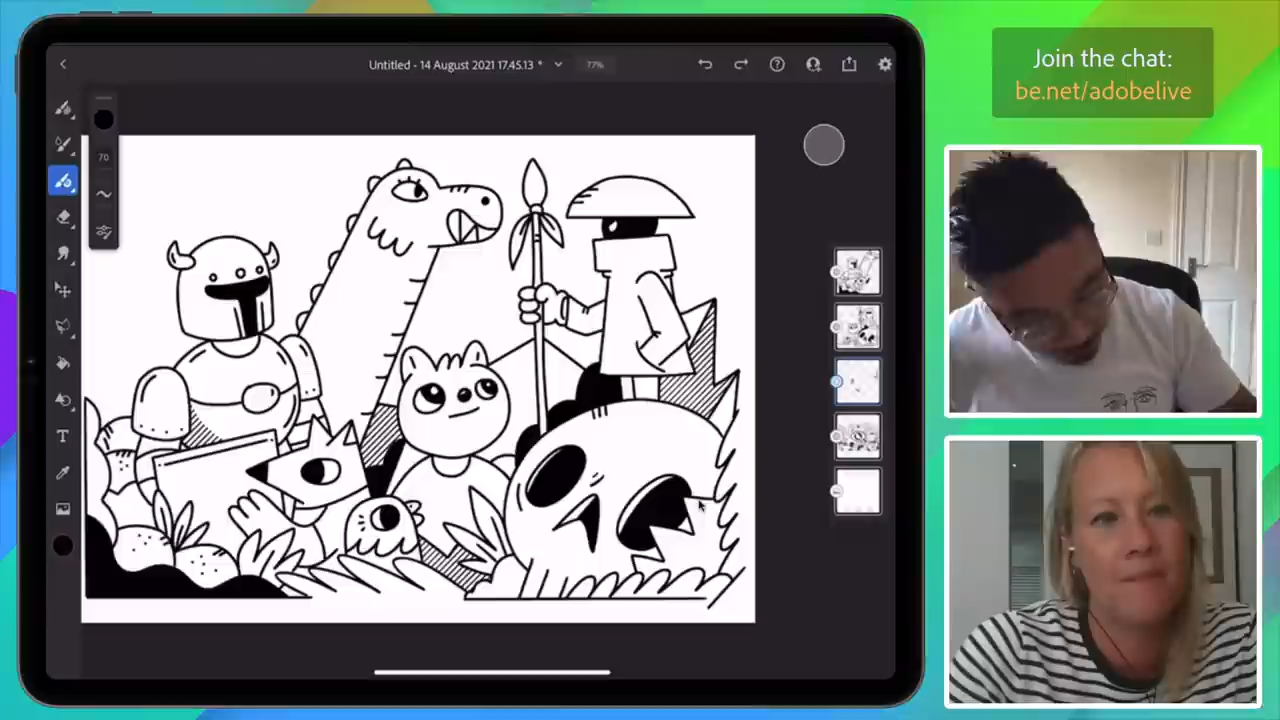 Untitled - 14 August 2021 17.45.13 *
77%
70
T
Join the chat:
be.net/adobelive